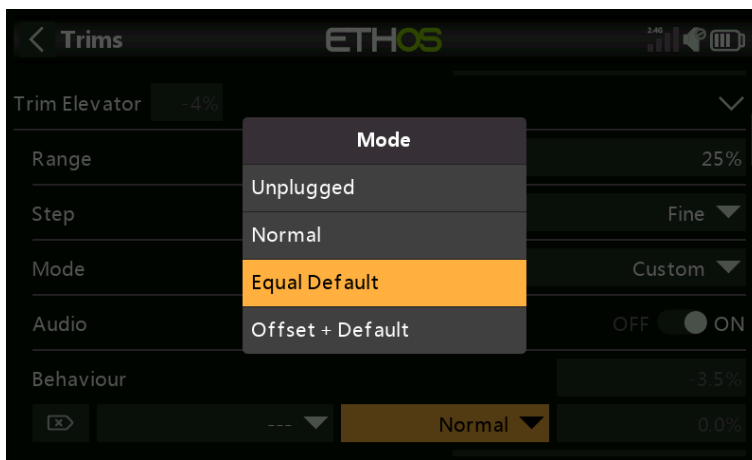 Trims
ETHOS
2.4G
Trim Elevator -4%
Mode
Unplugged
Normal
Equal Default
Offset + Default
Range 25%
Step Fine
Mode Custom
Audio OFF ON
Behaviour -3.5%
--- Normal 0.0%